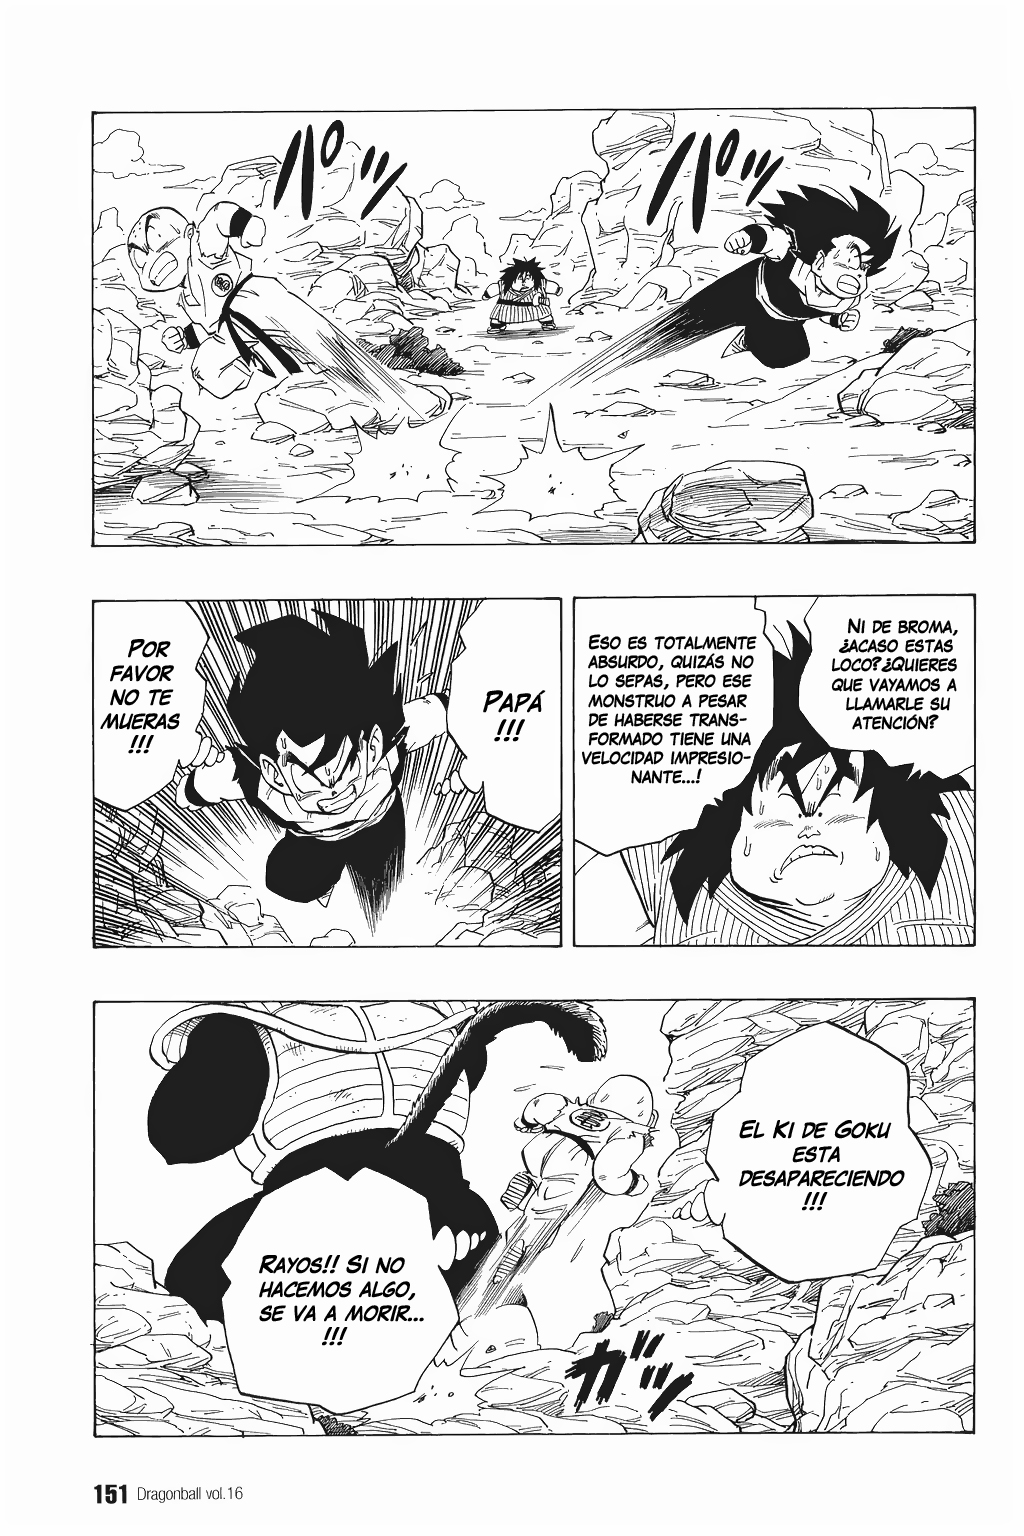 パッ
パッ
NI DE BROMA,
¿ACASO ESTAS
LOCO?¿QUIERES
QUE VAYAMOS A
LLAMARLE SU
ATENCIÓN?
ESO ES TOTALMENTE
ABSURDO, QUIZÁS NO
LO SEPAS, PERO ESE
MONSTRUO A PESAR
DE HABERSE TRANS-
FORMADO TIENE UNA
VELOCIDAD IMPRESIO-
NANTE...!
PAPÁ
!!!
POR
FAVOR
NO TE
MUERAS
!!!
EL KI DE GOKU
ESTA
DESAPARECIENDO
!!!
RAYOS!! SI NO
HACEMOS ALGO,
SE VA A MORIR...
!!!
ガッ
151 Dragonball vol.16